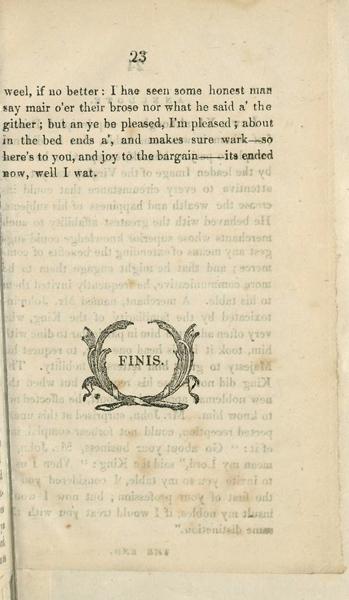 23
weel, if no better: I hae seen some honest man
say mair o'er their brose nor what he said a' the
gither; but an ye be pleased, I'm pleased; about
in the bed ends a', and makes sure wark—so
here's to you, and joy to the bargain——its ended
now, well I wat.
FINIS.